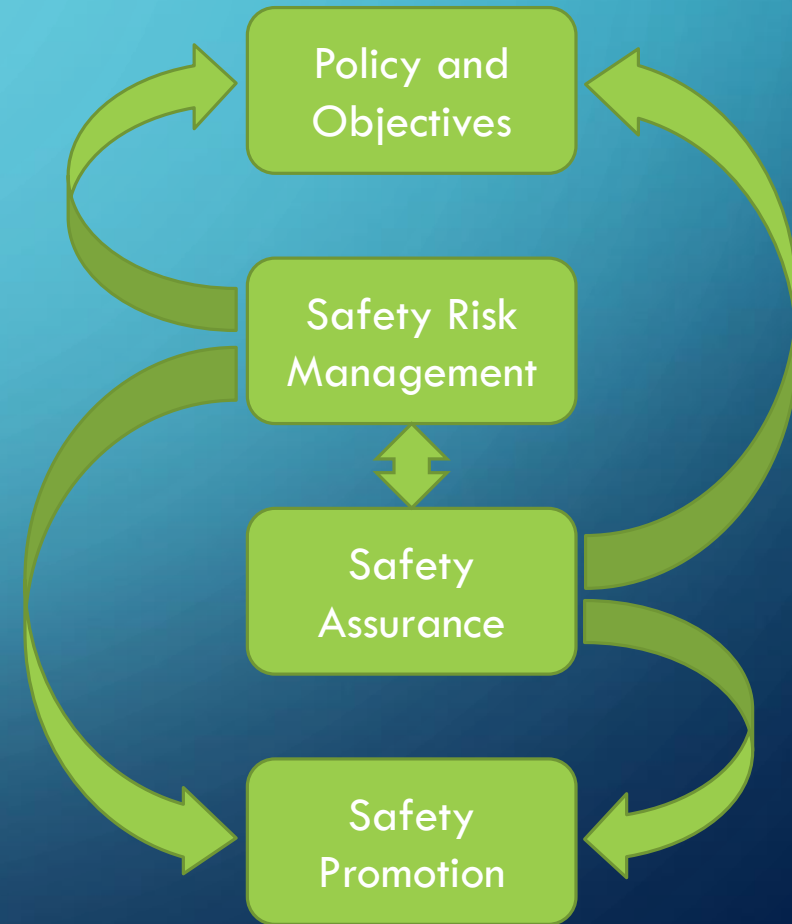 Policy and
Objectives
Safety Risk
Management
Safety
Assurance
Safety
Promotion